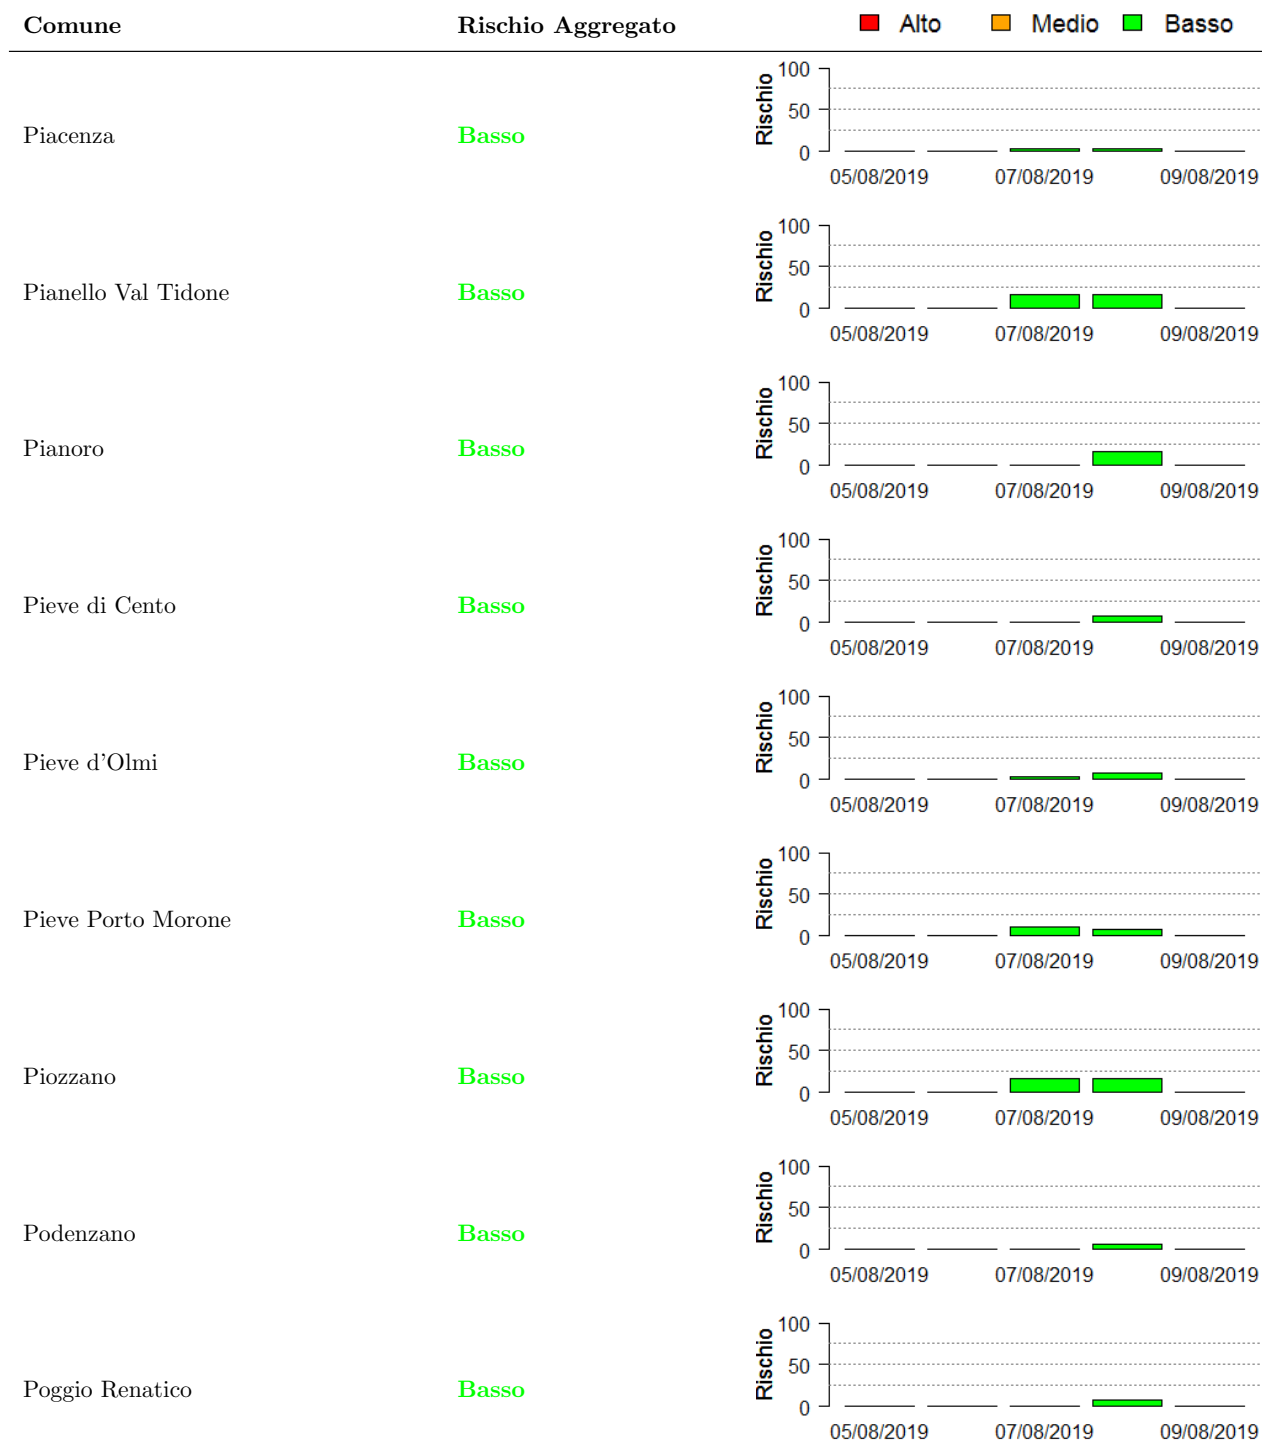 Comune Rischio Aggregato Alto Medio Basso
100
50
0
Rischio
Piacenza Basso
05/08/2019 07/08/2019 09/08/2019
100
50
0
Rischio
Pianello Val Tidone Basso
05/08/2019 07/08/2019 09/08/2019
100
50
0
Rischio
Pianoro Basso
05/08/2019 07/08/2019 09/08/2019
100
50
0
Rischio
Pieve di Cento Basso
05/08/2019 07/08/2019 09/08/2019
100
50
0
Rischio
Pieve d'Olmi Basso
05/08/2019 07/08/2019 09/08/2019
100
50
0
Rischio
Pieve Porto Morone Basso
05/08/2019 07/08/2019 09/08/2019
100
50
0
Rischio
Piozzano Basso
05/08/2019 07/08/2019 09/08/2019
100
50
0
Rischio
Podenzano Basso
05/08/2019 07/08/2019 09/08/2019
100
50
0
Rischio
Poggio Renatico Basso
05/08/2019 07/08/2019 09/08/2019